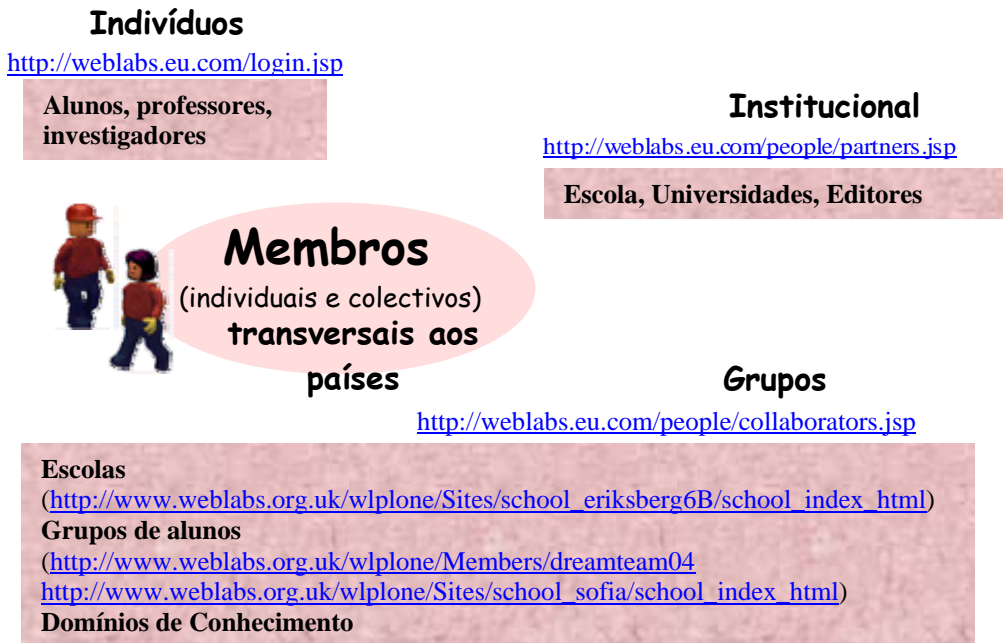 Indivíduos
http://weblabs.eu.com/login.jsp
Alunos, professores,
investigadores
Institucional
http://weblabs.eu.com/people/partners.jsp
Escola, Universidades, Editores
Membros
(individuais e colectivos)
transversais aos
países
Grupos
http://weblabs.eu.com/people/collaborators.jsp
Escolas
(http://www.weblabs.org.uk/wlplone/Sites/school_eriksberg6B/school_index_html)
Grupos de alunos
(http://www.weblabs.org.uk/wlplone/Members/dreamteam04
http://www.weblabs.org.uk/wlplone/Sites/school_sofia/school_index_html)
Domínios de Conhecimento